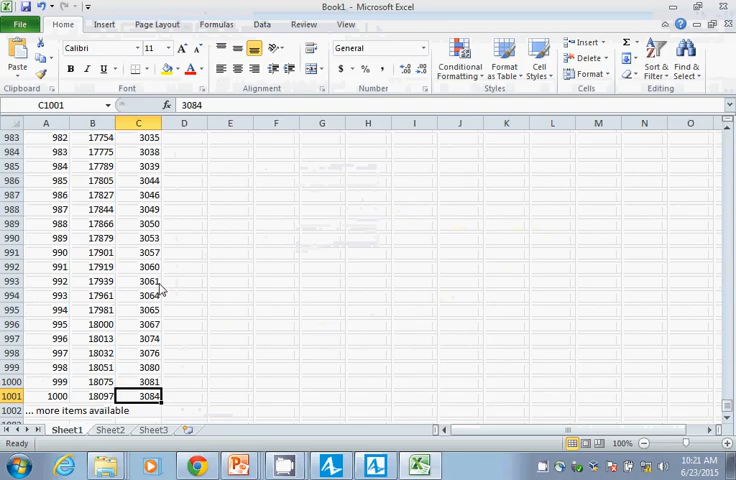 Book1 - Microsoft Excel
File Home Insert Page Layout Formulas Data Review View
Calibri 11 General
Paste B I U A $ % , Conditional Formatting Format as Table Cell Styles Insert Delete Format Σ Sort & Filter Find & Select
Clipboard Font Alignment Number Styles Cells Editing
C1001 fx 3084
A B C D E F G H I J K L M N O
983 982 17754 3035
984 983 17775 3038
985 984 17789 3039
986 985 17805 3044
987 986 17827 3046
988 987 17844 3049
989 988 17866 3050
990 989 17879 3053
991 990 17901 3057
992 991 17919 3060
993 992 17939 3061
994 993 17961 3064
995 994 17981 3065
996 995 18000 3067
997 996 18013 3074
998 997 18032 3076
999 998 18051 3080
1000 999 18075 3081
1001 1000 18097 3084
1002 ... more items available
Sheet1 Sheet2 Sheet3
Ready 100%
10:21 AM
6/23/2015